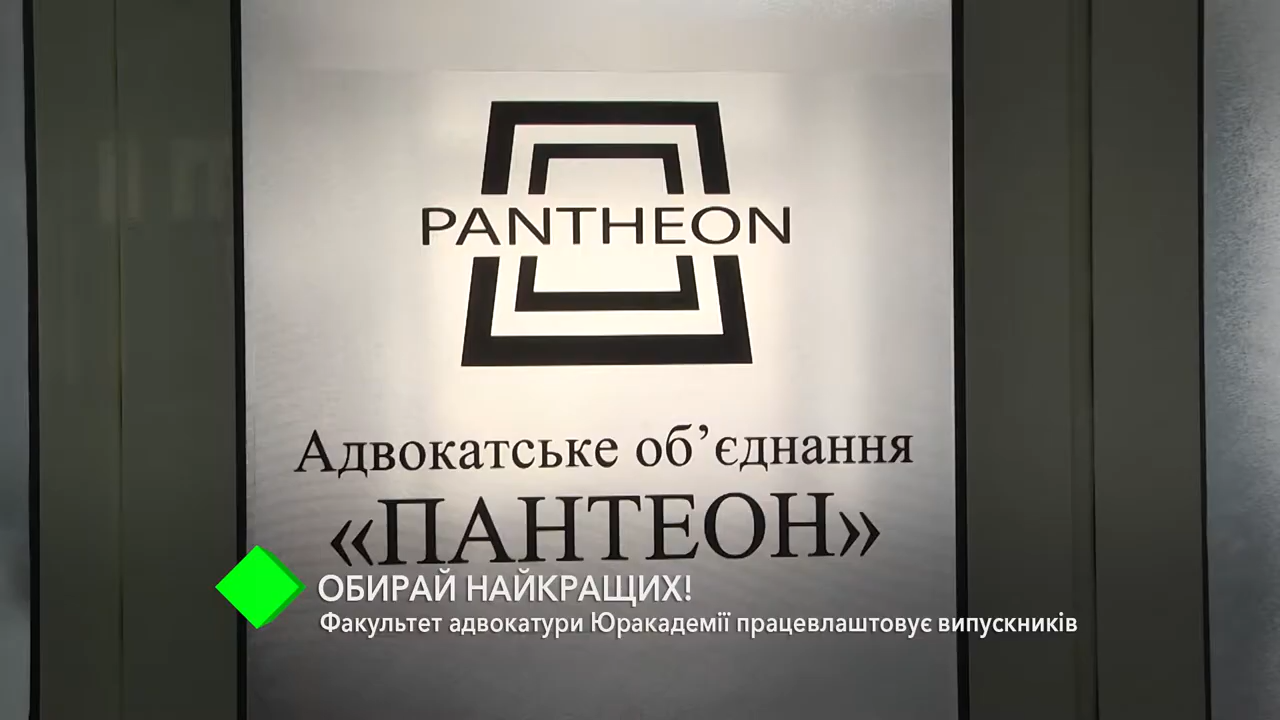 PANTHEON
Адвокатське об’єднання
«ПАНТЕОН»
ОБИРАЙ НАЙКРАЩИХ!
Факультет адвокатури Юракадемії працевлаштовує випускників